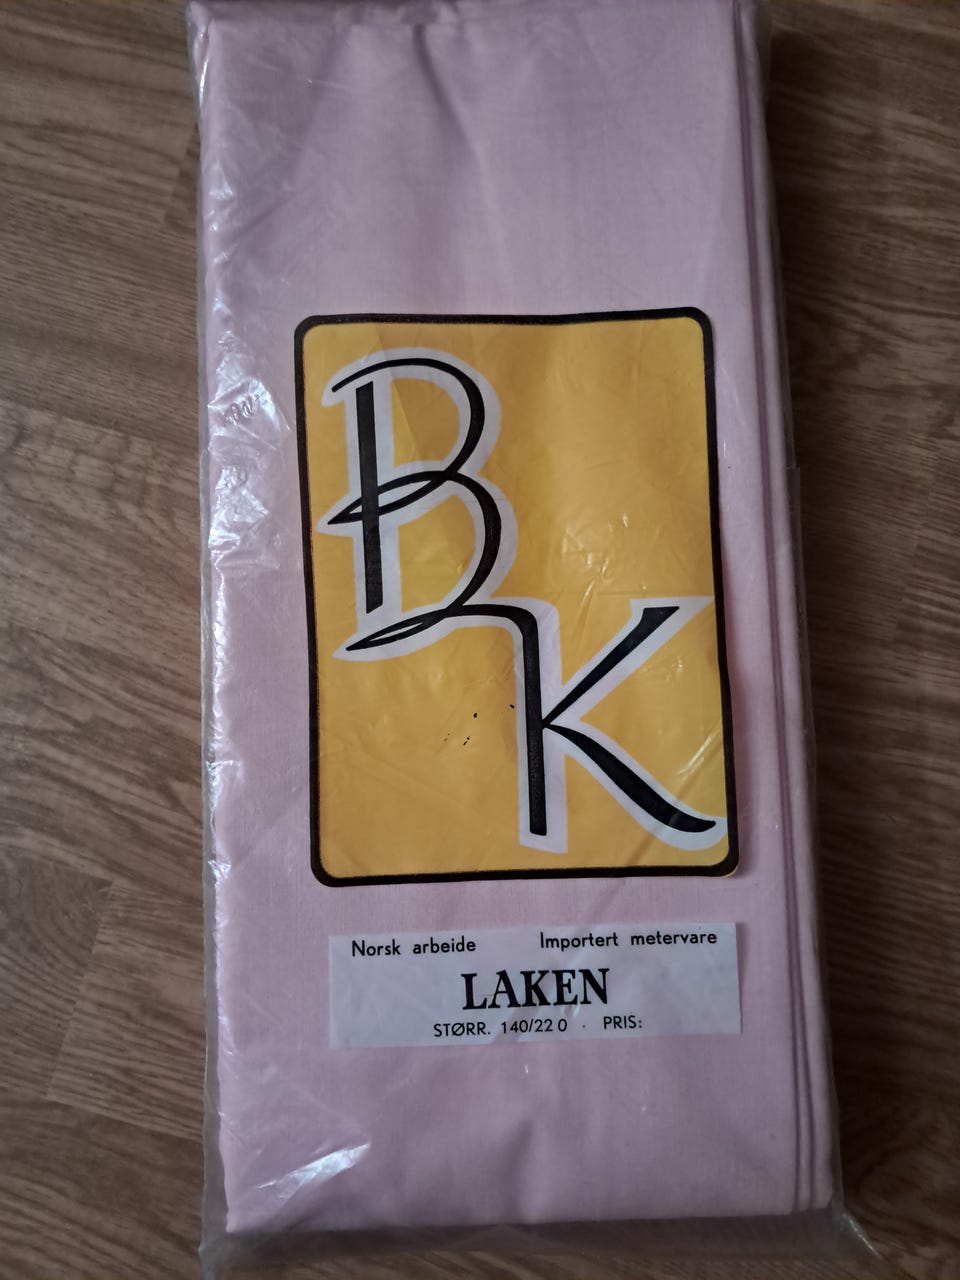 BK
Norsk arbeide Importert metervare
LAKEN
STØRR. 140/220 . PRIS: